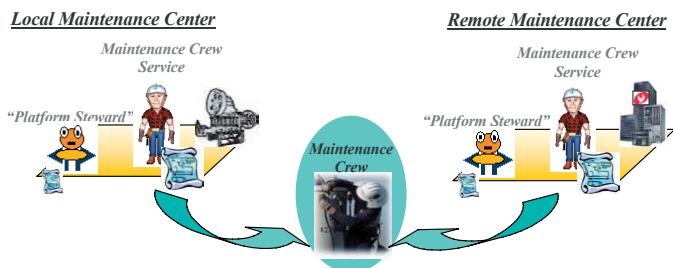 Local Maintenance Center
Remote Maintenance Center
Maintenance Crew
Service
Maintenance Crew
Service
“Platform Steward”
“Platform Steward”
Maintenance
Crew